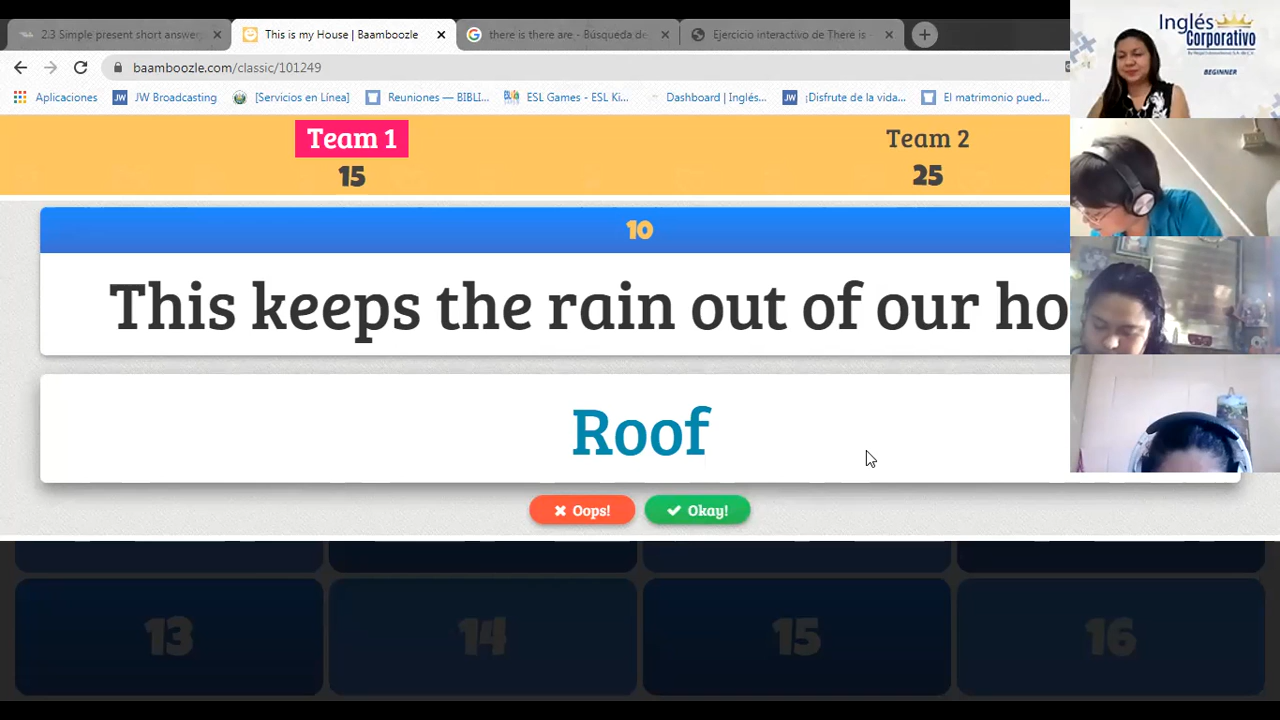 2.3 Simple present short answer
This is my House | Baamboozle
there is there are - Búsqueda de
Ejercicio interactivo de There is
baamboozle.com/classic/101249
Aplicaciones
JW Broadcasting
[Servicios en Línea]
Reuniones — BIBLI...
ESL Games - ESL Ki...
Dashboard | Inglés...
¡Disfrute de la vida...
El matrimonio pued...
Inglés
Corporativo
BEGINNER
Team 1
15
Team 2
25
10
This keeps the rain out of our ho
Roof
Oops!
Okay!
13
14
15
16